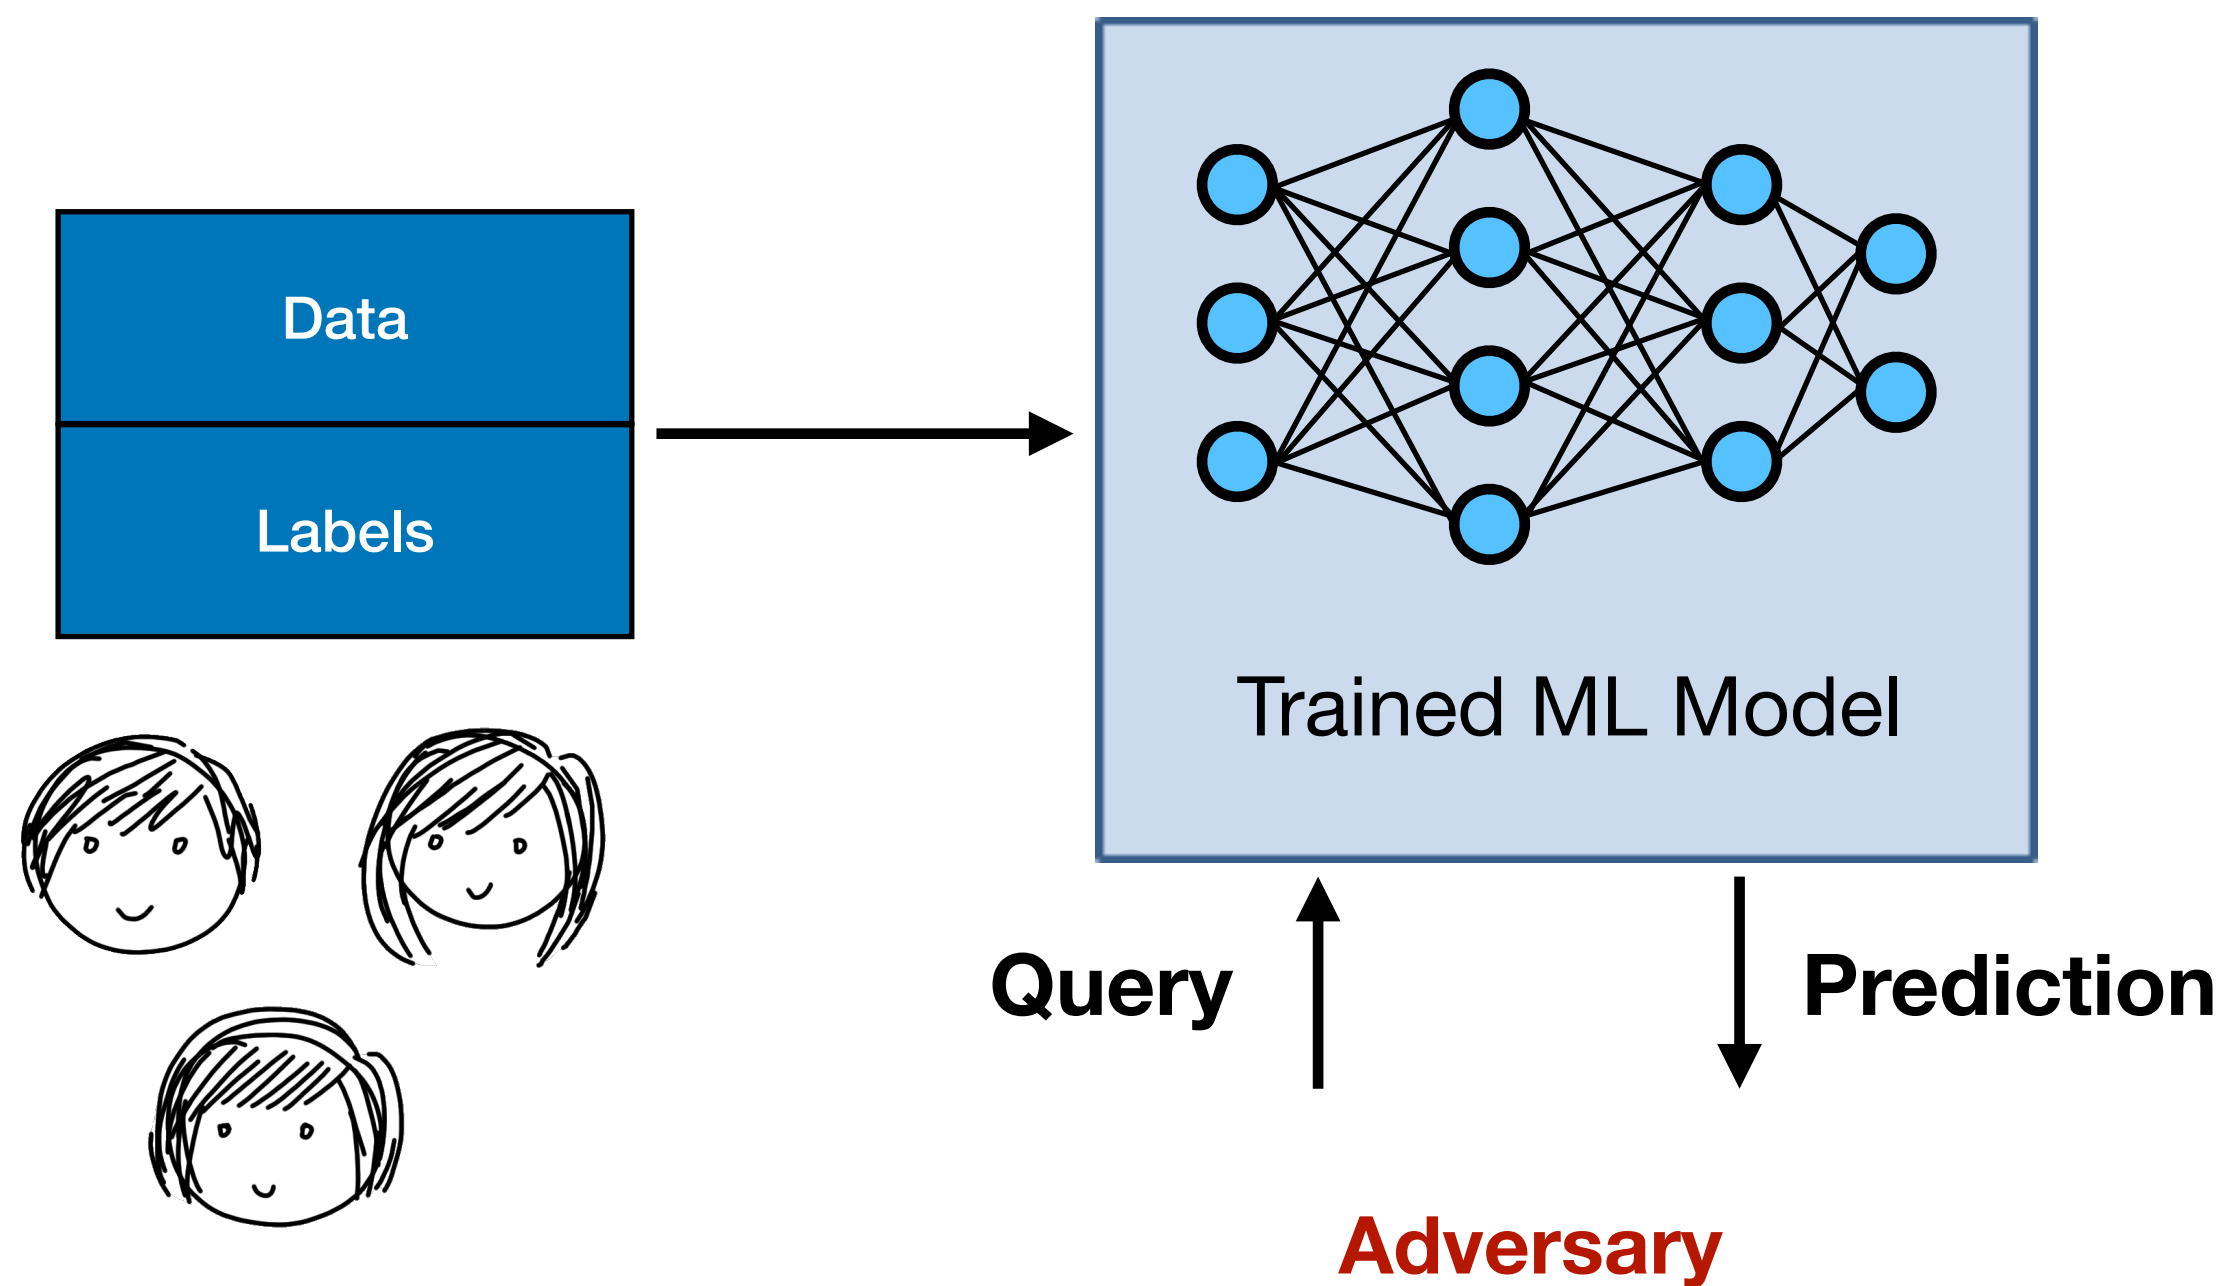 Data
Labels
Trained ML Model
Query
Prediction
Adversary